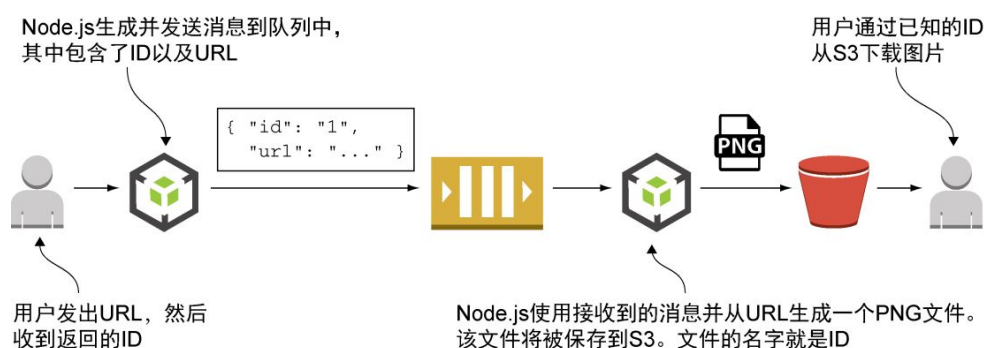 Node.js生成并发送消息到队列中，
其中包含了ID以及URL
用户通过已知的ID
从S3下载图片
{ "id": "1",
"url": "..." }
PNG
用户发出URL，然后
收到返回的ID
Node.js使用接收到的消息并从URL生成一个PNG文件。
该文件将被保存到S3。文件的名字就是ID